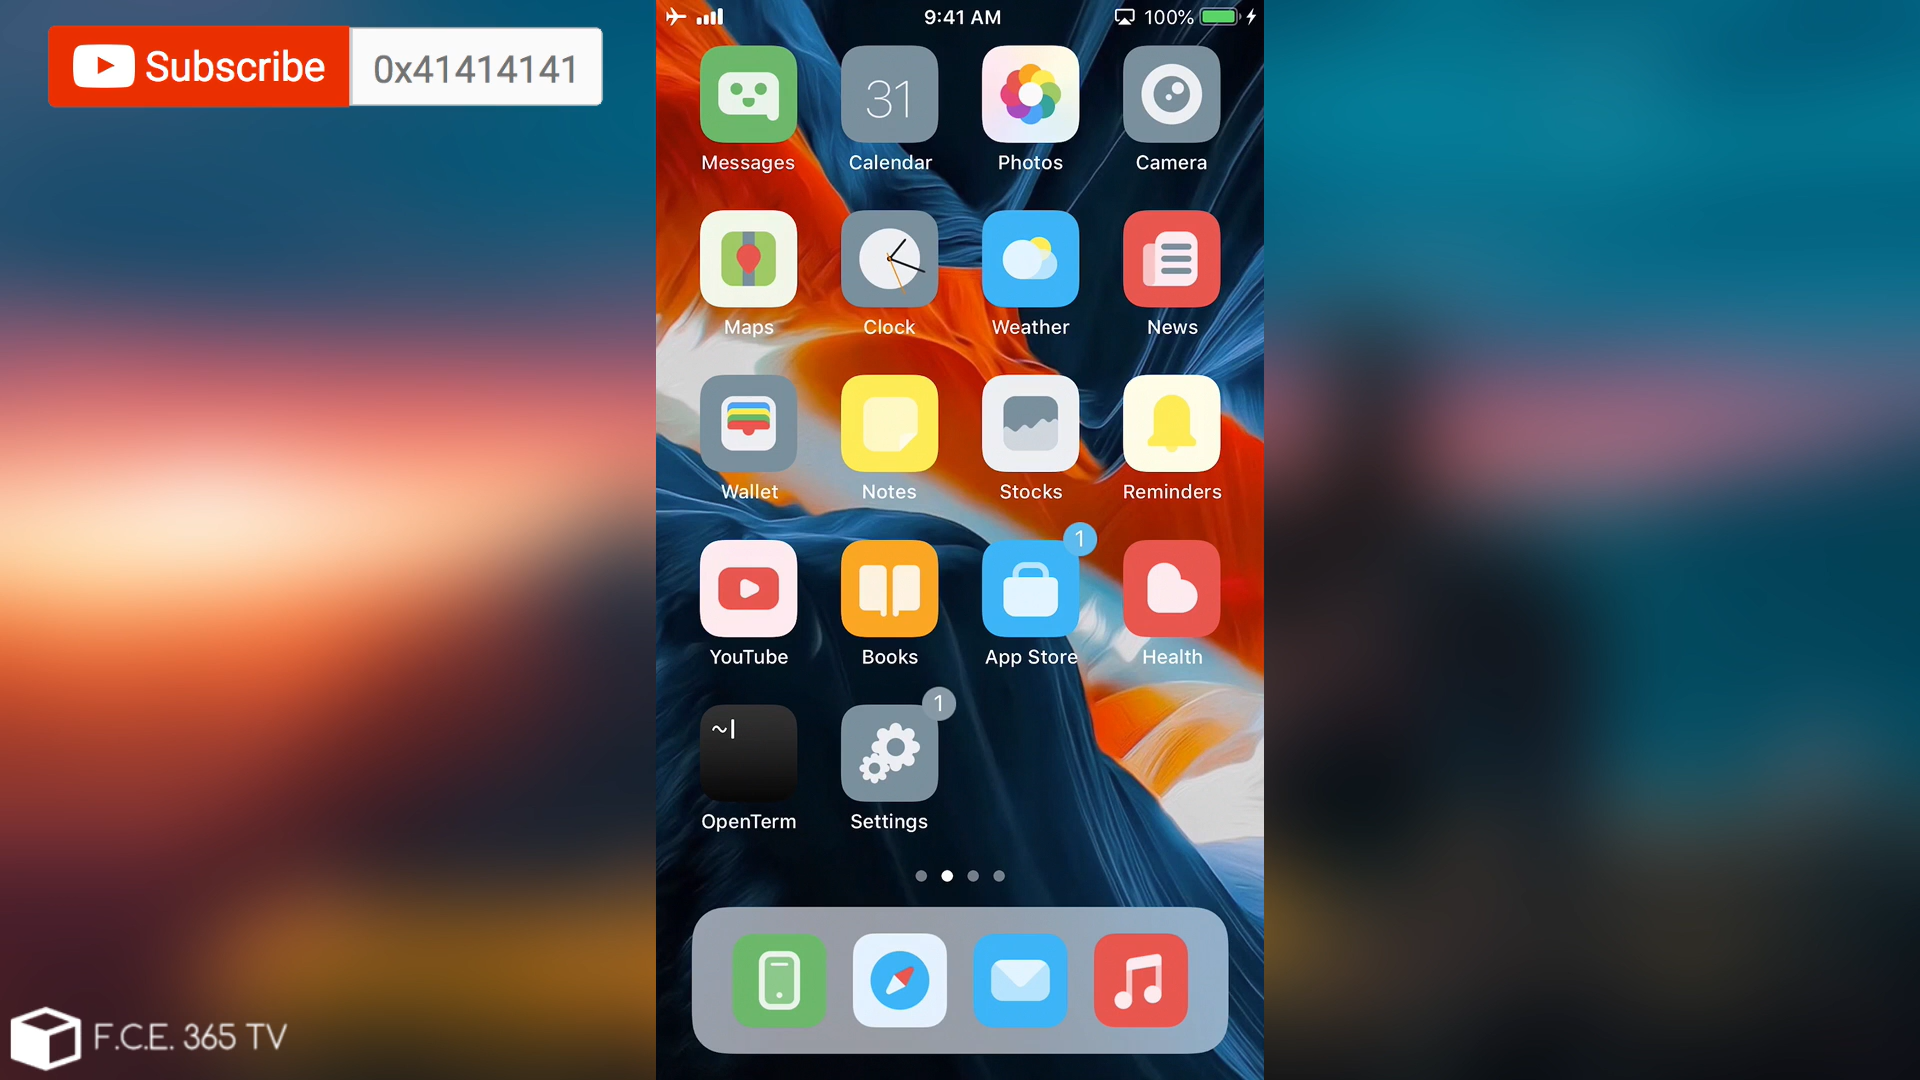 Subscribe 0x41414141
9:41 AM 100%
31
Messages Calendar Photos Camera
Maps Clock Weather News
Wallet Notes Stocks Reminders
1
YouTube Books App Store Health
1
~|
OpenTerm Settings
F.C.E. 365 TV